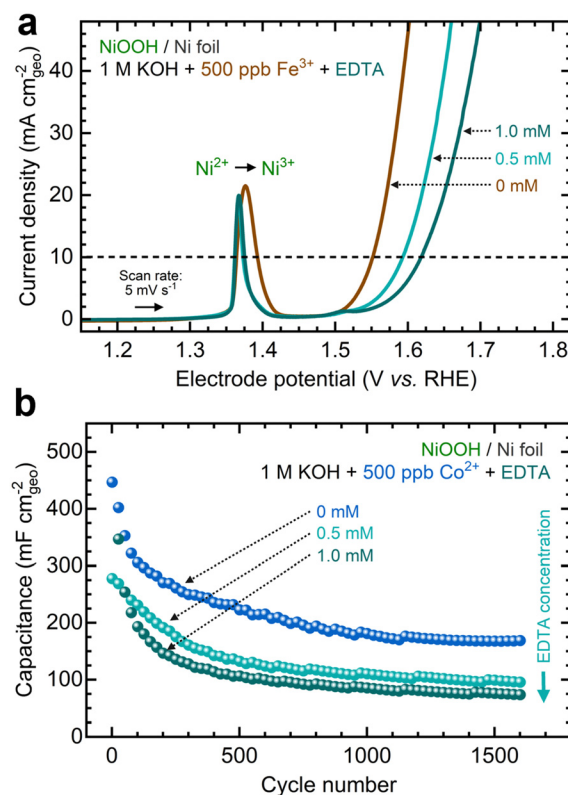 a
NiOOH / Ni foil
1 M KOH + 500 ppb Fe³⁺ + EDTA
Ni²⁺ → Ni³⁺
1.0 mM
0.5 mM
0 mM
Scan rate:
5 mV s⁻¹
Current density (mA cm⁻²geo)
40
30
20
10
0
1.2 1.3 1.4 1.5 1.6 1.7 1.8
Electrode potential (V vs. RHE)
b
NiOOH / Ni foil
1 M KOH + 500 ppb Co²⁺ + EDTA
0 mM
0.5 mM
1.0 mM
EDTA concentration
Capacitance (mF cm⁻²geo)
500
400
300
200
100
0
0 500 1000 1500
Cycle number